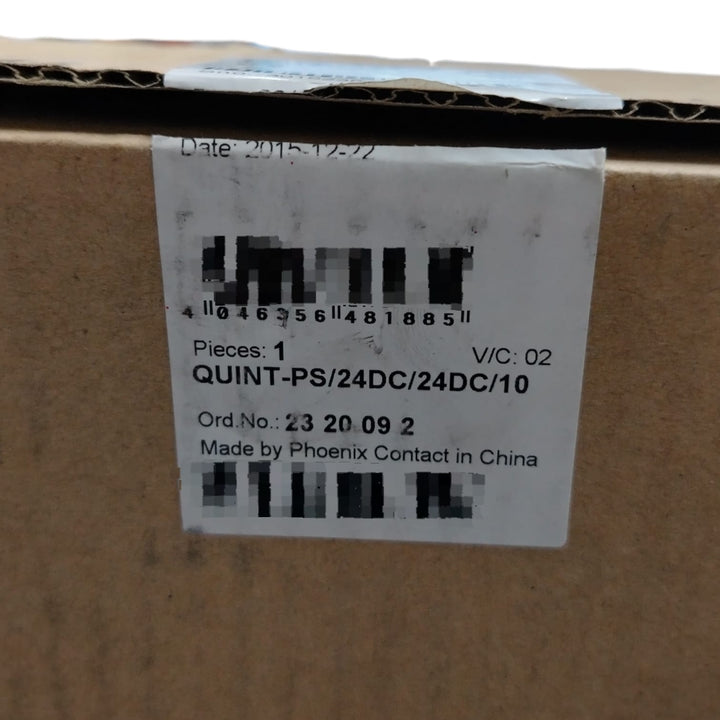 Date: 2015-12-22
4 046356 481885
Pieces: 1 V/C: 02
QUINT-PS/24DC/24DC/10
Ord.No.: 23 20 09 2
Made by Phoenix Contact in China